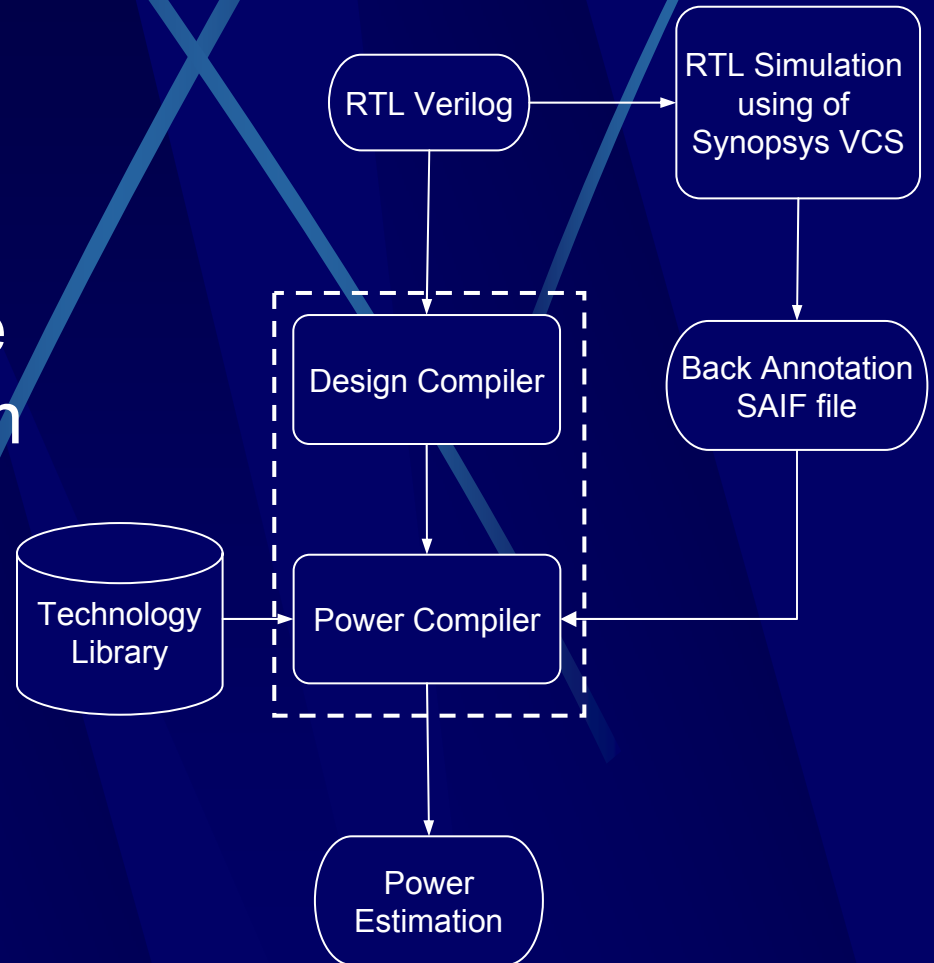 RTL Verilog
RTL Simulation
using of
Synopsys VCS
Design Compiler
Back Annotation
SAIF file
Technology
Library
Power Compiler
Power
Estimation